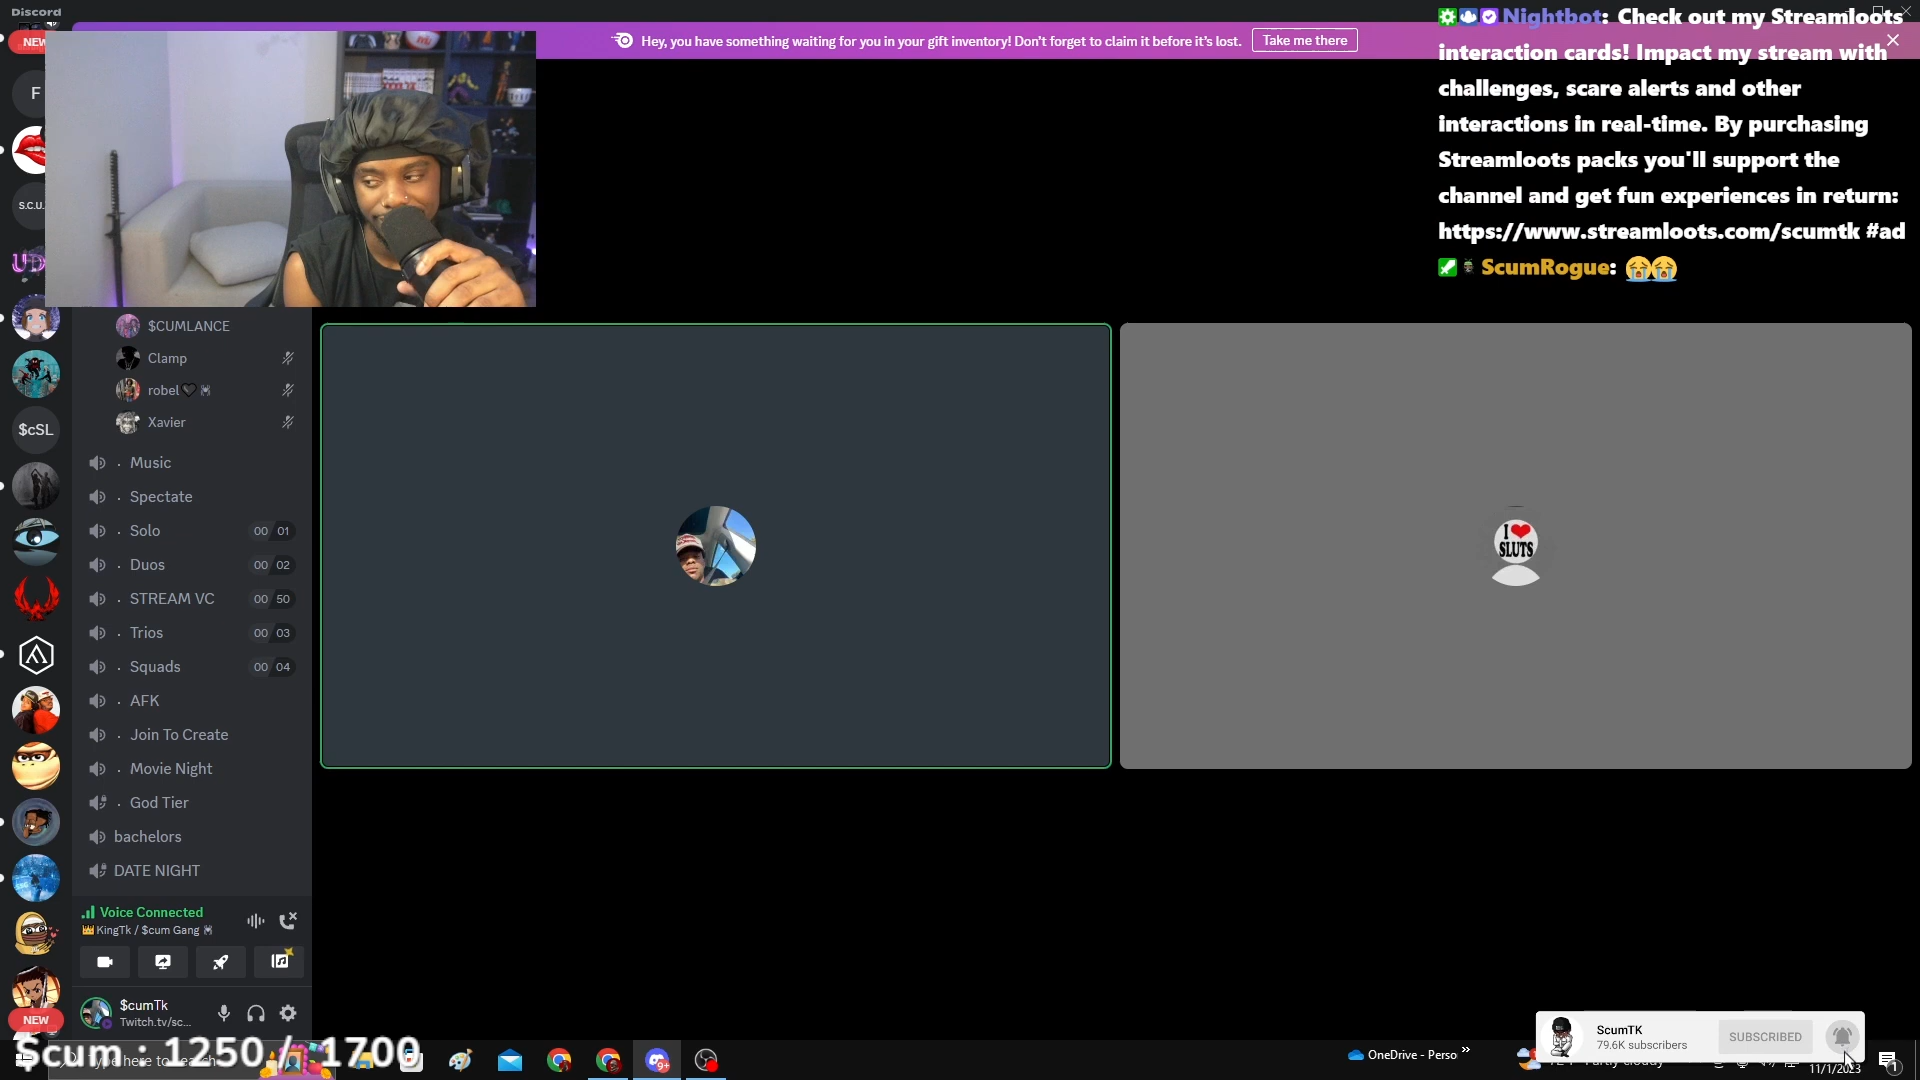 Discord
NEW
Hey, you have something waiting for you in your gift inventory! Don't forget to claim it before it's lost.
Take me there
Nightbot: Check out my Streamloots
interaction cards! Impact my stream with
challenges, scare alerts and other
interactions in real-time. By purchasing
Streamloots packs you'll support the
channel and get fun experiences in return:
https://www.streamloots.com/scumtk #ad
ScumRogue:
F
S.C.U.
UD
$cSL
$CUMLANCE
Clamp
robel
Xavier
Music
Spectate
Solo 00 01
Duos 00 02
STREAM VC 00 50
Trios 00 03
Squads 00 04
AFK
Join To Create
Movie Night
God Tier
bachelors
DATE NIGHT
I ❤ SLUTS
Voice Connected
KingTk / $cum Gang
$cumTk
Twitch.tv/sc...
NEW
$cum : 1250 / 1700
9+
OneDrive - Perso
ScumTK
79.6K subscribers
SUBSCRIBED
11/1/2023
1